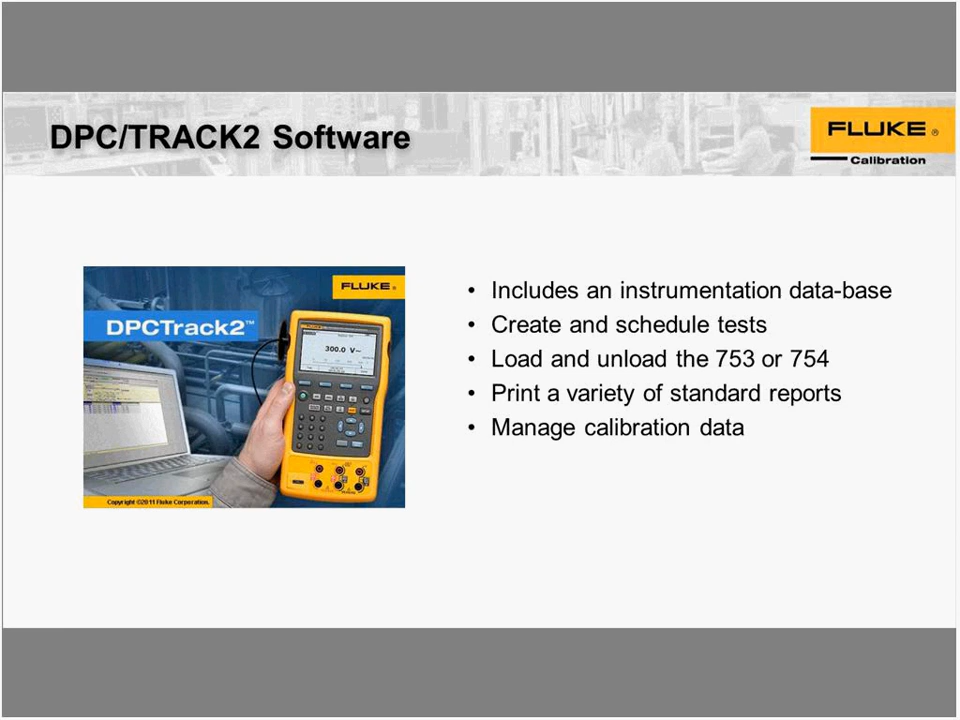 DPC/TRACK2 Software
FLUKE®
Calibration
FLUKE®
DPCTrack2™
300.0 V
Copyright ©2011 Fluke Corporation.
• Includes an instrumentation data-base
• Create and schedule tests
• Load and unload the 753 or 754
• Print a variety of standard reports
• Manage calibration data